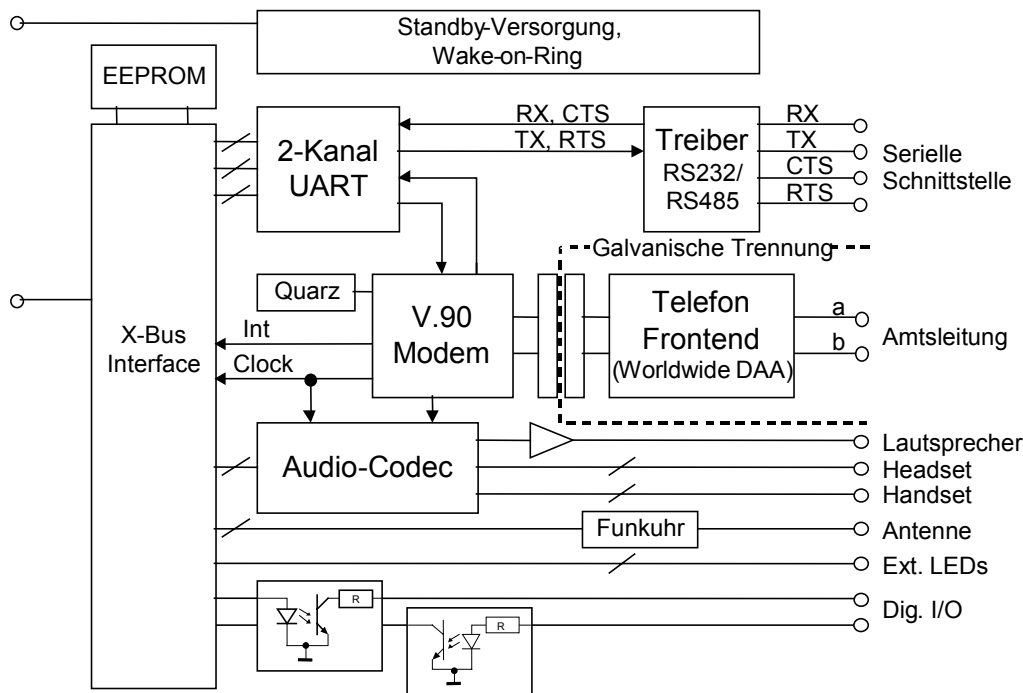 Standby-Versorgung,
Wake-on-Ring
EEPROM
2-Kanal
UART
RX, CTS
TX, RTS
Treiber
RS232/
RS485
RX
TX
CTS
RTS
Serielle
Schnittstelle
Galvanische Trennung
Quarz
V.90
Modem
Telefon
Frontend
(Worldwide DAA)
a
b
Amtsleitung
X-Bus
Interface
Int
Clock
Audio-Codec
Lautsprecher
Headset
Handset
Funkuhr
Antenne
Ext. LEDs
R
Dig. I/O
R